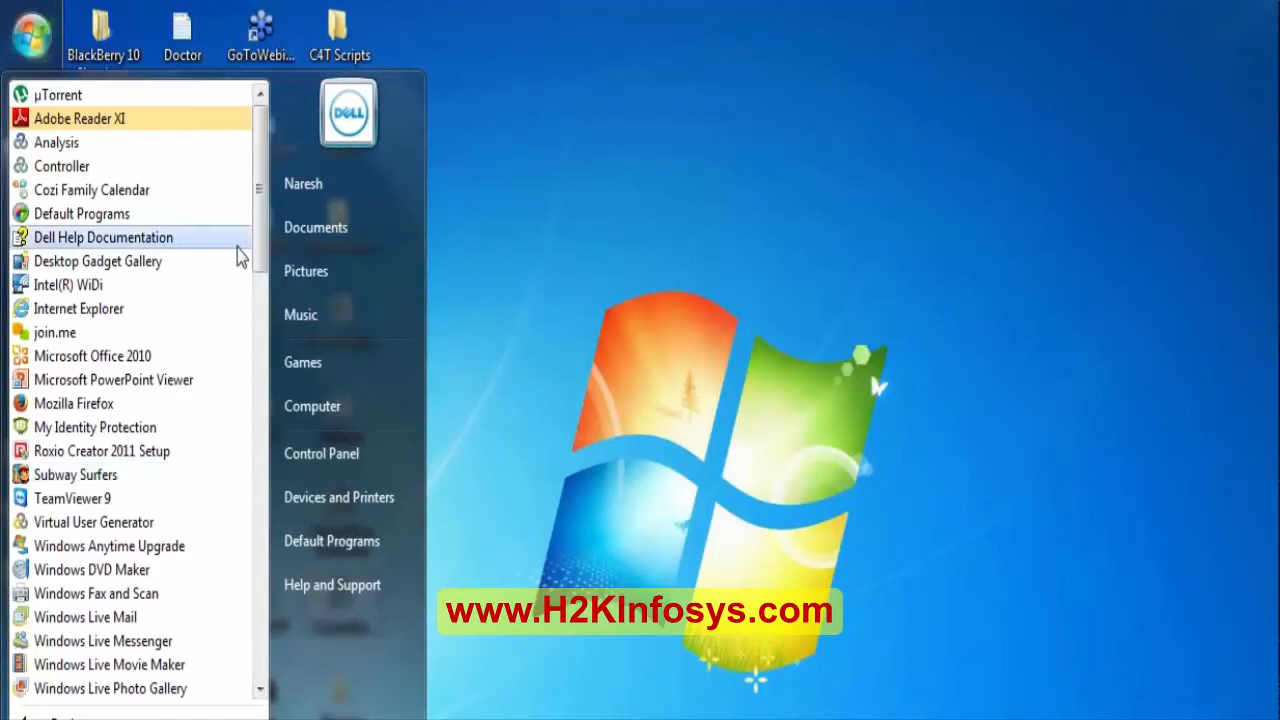 BlackBerry 10
Doctor
GoToWebi...
C4T Scripts
µTorrent
Adobe Reader XI
Analysis
Controller
Cozi Family Calendar
Default Programs
Dell Help Documentation
Desktop Gadget Gallery
Intel(R) WiDi
Internet Explorer
join.me
Microsoft Office 2010
Microsoft PowerPoint Viewer
Mozilla Firefox
My Identity Protection
Roxio Creator 2011 Setup
Subway Surfers
TeamViewer 9
Virtual User Generator
Windows Anytime Upgrade
Windows DVD Maker
Windows Fax and Scan
Windows Live Mail
Windows Live Messenger
Windows Live Movie Maker
Windows Live Photo Gallery
DELL
Naresh
Documents
Pictures
Music
Games
Computer
Control Panel
Devices and Printers
Default Programs
Help and Support
www.H2KInfosys.com